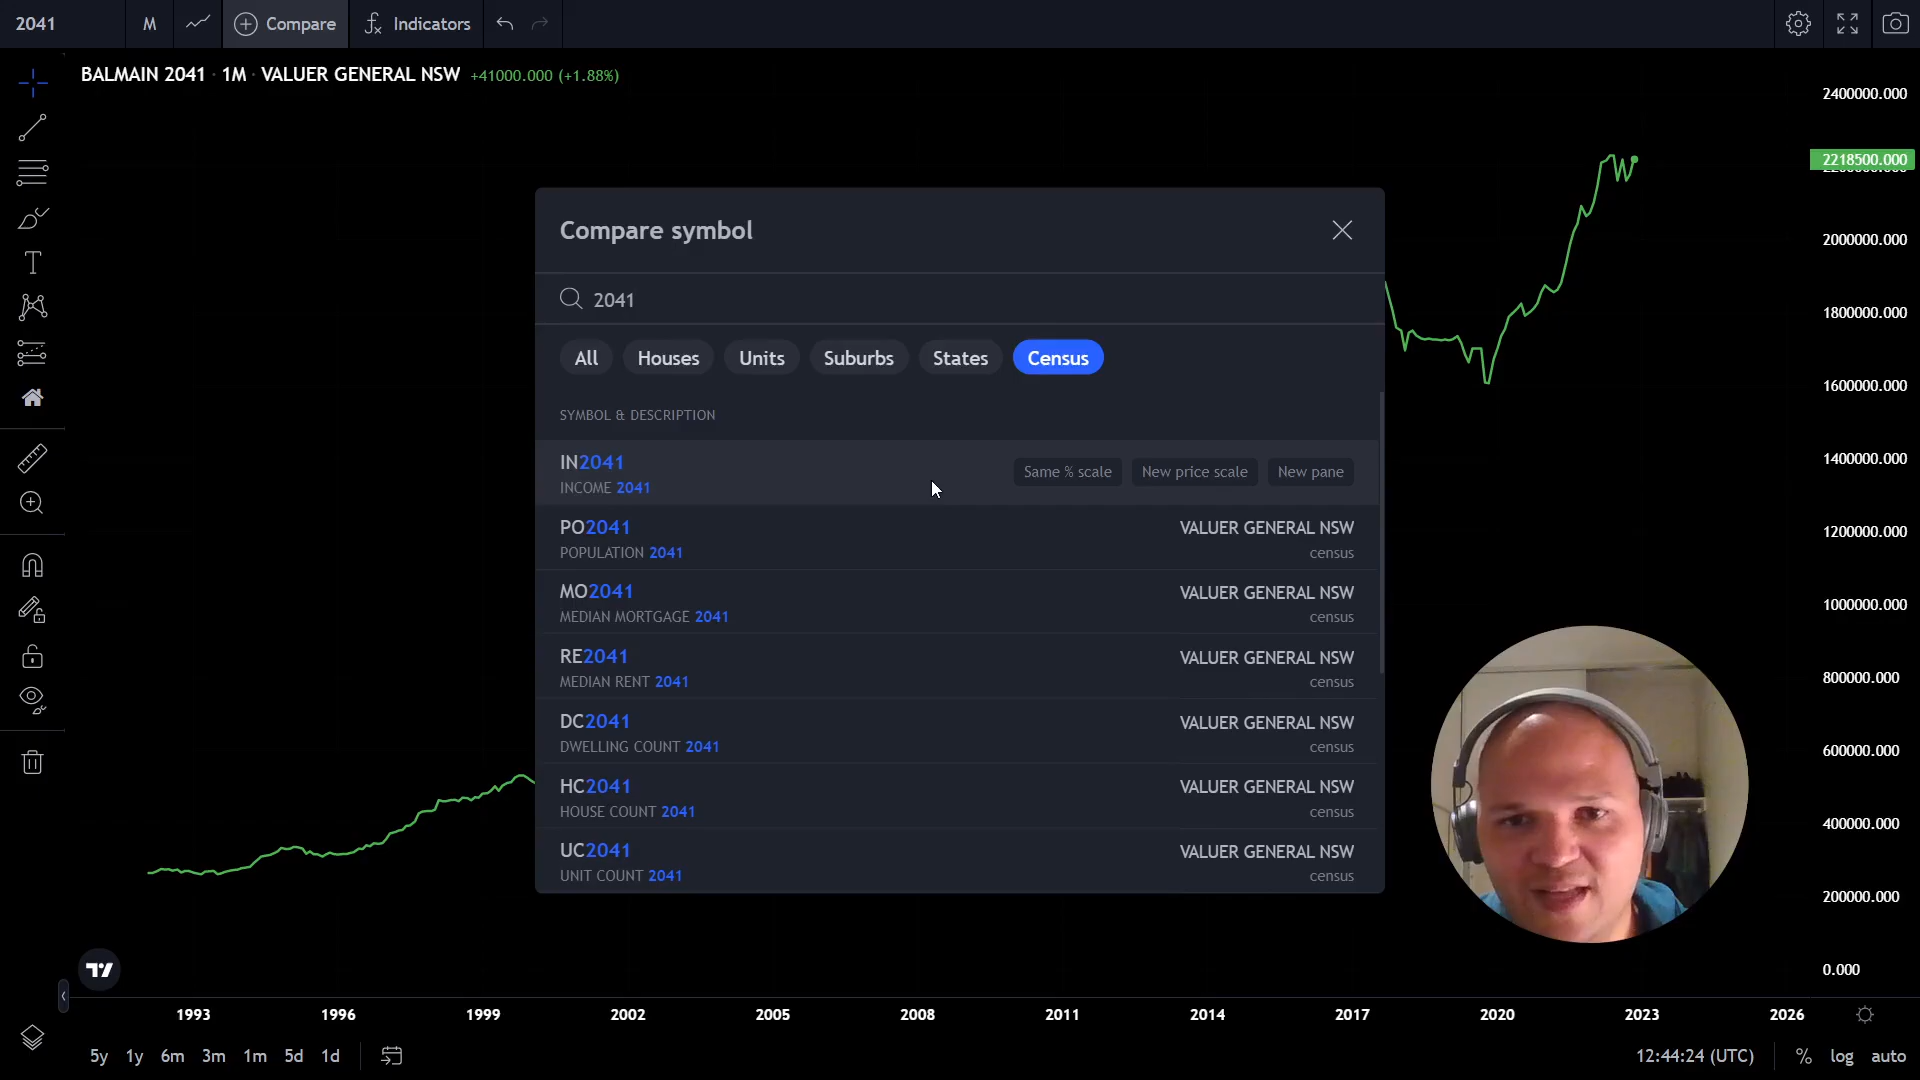 2041
M
Compare
Indicators
BALMAIN 2041 · 1M · VALUER GENERAL NSW +41000.000 (+1.88%)
2400000.000
2218500.000
2000000.000
1800000.000
1600000.000
1400000.000
1200000.000
1000000.000
800000.000
600000.000
400000.000
200000.000
0.000
Compare symbol
2041
All
Houses
Units
Suburbs
States
Census
SYMBOL & DESCRIPTION
IN2041
INCOME 2041
Same % scale
New price scale
New pane
PO2041
POPULATION 2041
VALUER GENERAL NSW
census
MO2041
MEDIAN MORTGAGE 2041
VALUER GENERAL NSW
census
RE2041
MEDIAN RENT 2041
VALUER GENERAL NSW
census
DC2041
DWELLING COUNT 2041
VALUER GENERAL NSW
census
HC2041
HOUSE COUNT 2041
VALUER GENERAL NSW
census
UC2041
UNIT COUNT 2041
VALUER GENERAL NSW
census
1993 1996 1999 2002 2005 2008 2011 2014 2017 2020 2023 2026
5y 1y 6m 3m 1m 5d 1d
12:44:24 (UTC)
% log auto